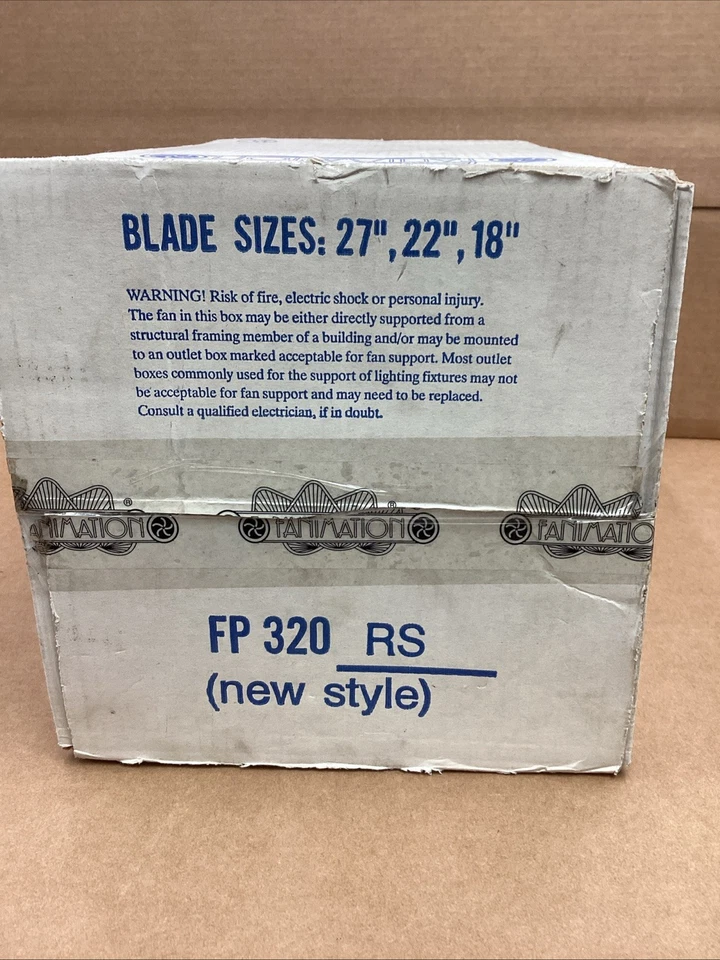 BLADE SIZES: 27", 22", 18"
WARNING! Risk of fire, electric shock or personal injury.
The fan in this box may be either directly supported from a
structural framing member of a building and/or may be mounted
to an outlet box marked acceptable for fan support. Most outlet
boxes commonly used for the support of lighting fixtures may not
be acceptable for fan support and may need to be replaced.
Consult a qualified electrician, if in doubt.
ANIMATION ® FANIMATION ® FANIMATIO
FP 320 RS
(new style)